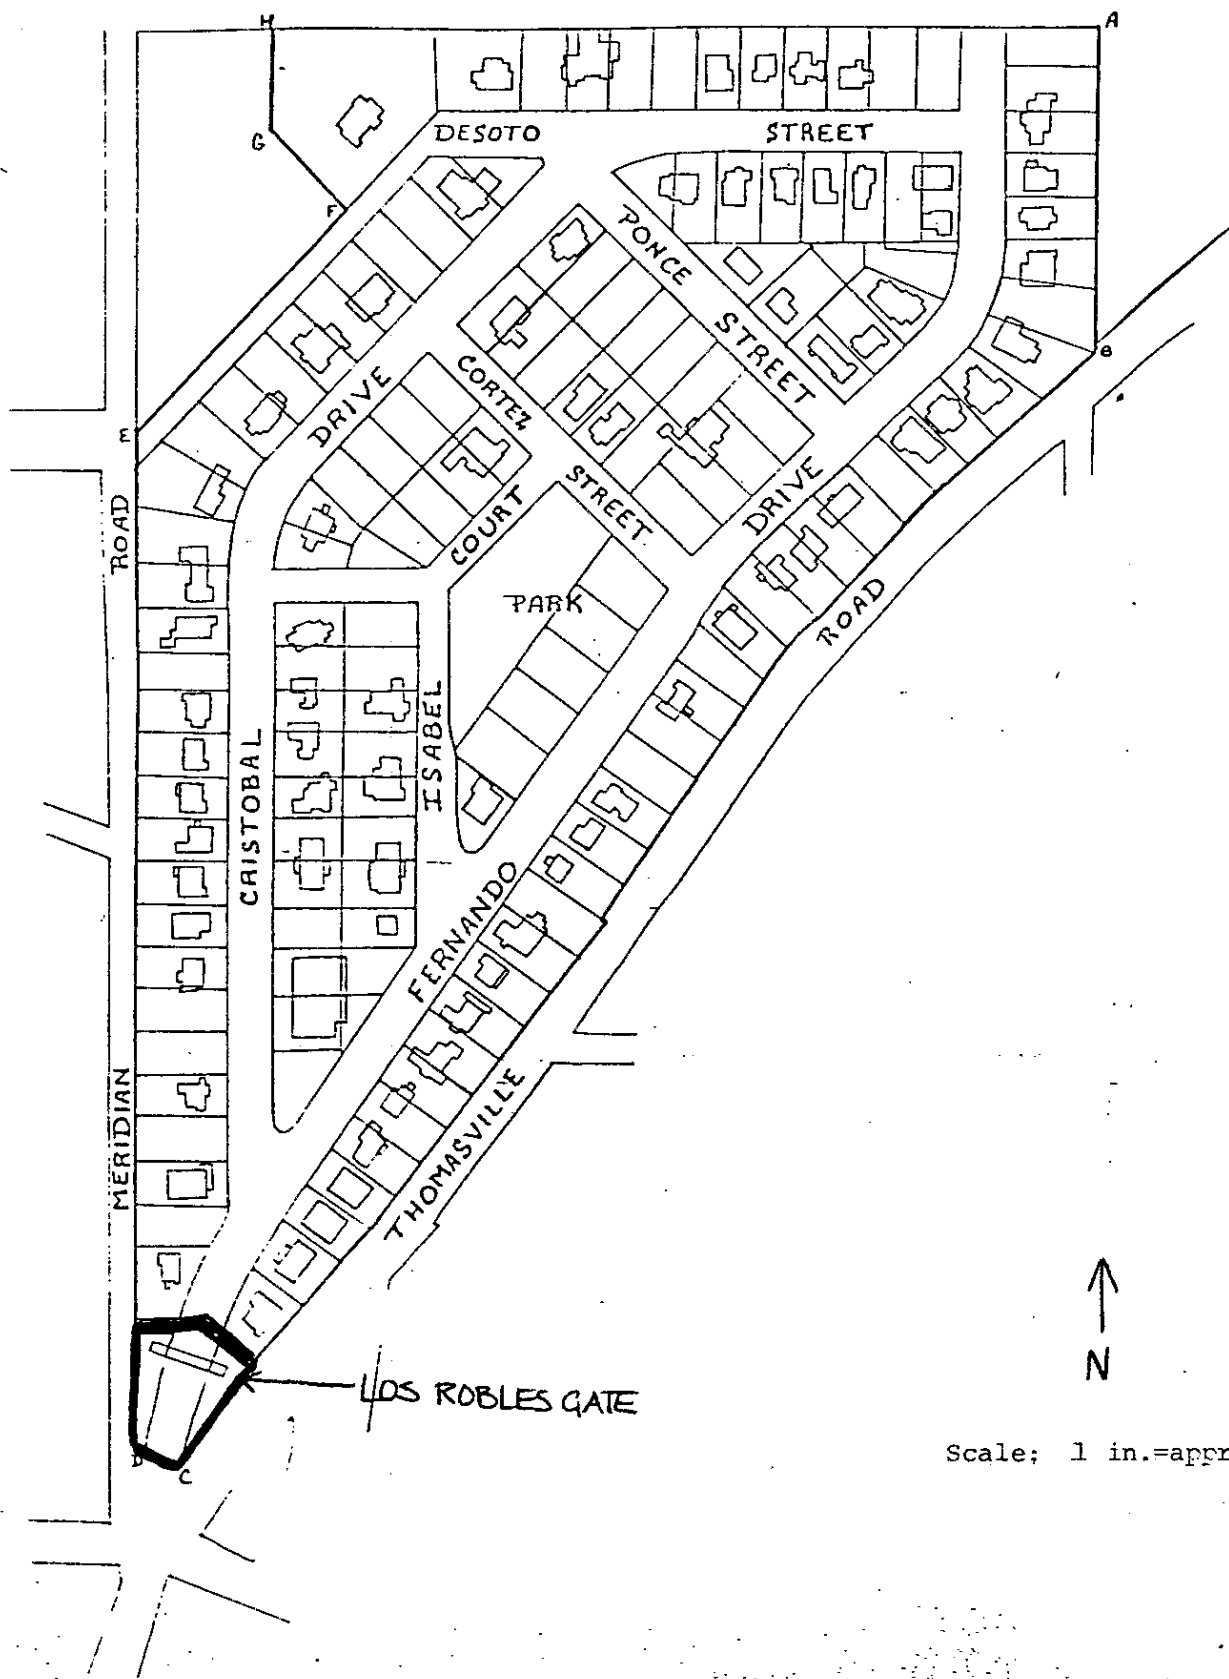 H
A
G
DESOTO STREET
F
PONCE STREET
B
CORTEZ STREET
E
CRISTOBAL DRIVE
ISABEL COURT
PARK
FERNANDO DRIVE
MERIDIAN ROAD
THOMASVILLE ROAD
LOS ROBLES GATE
D
C
N
Scale; 1 in.=appr